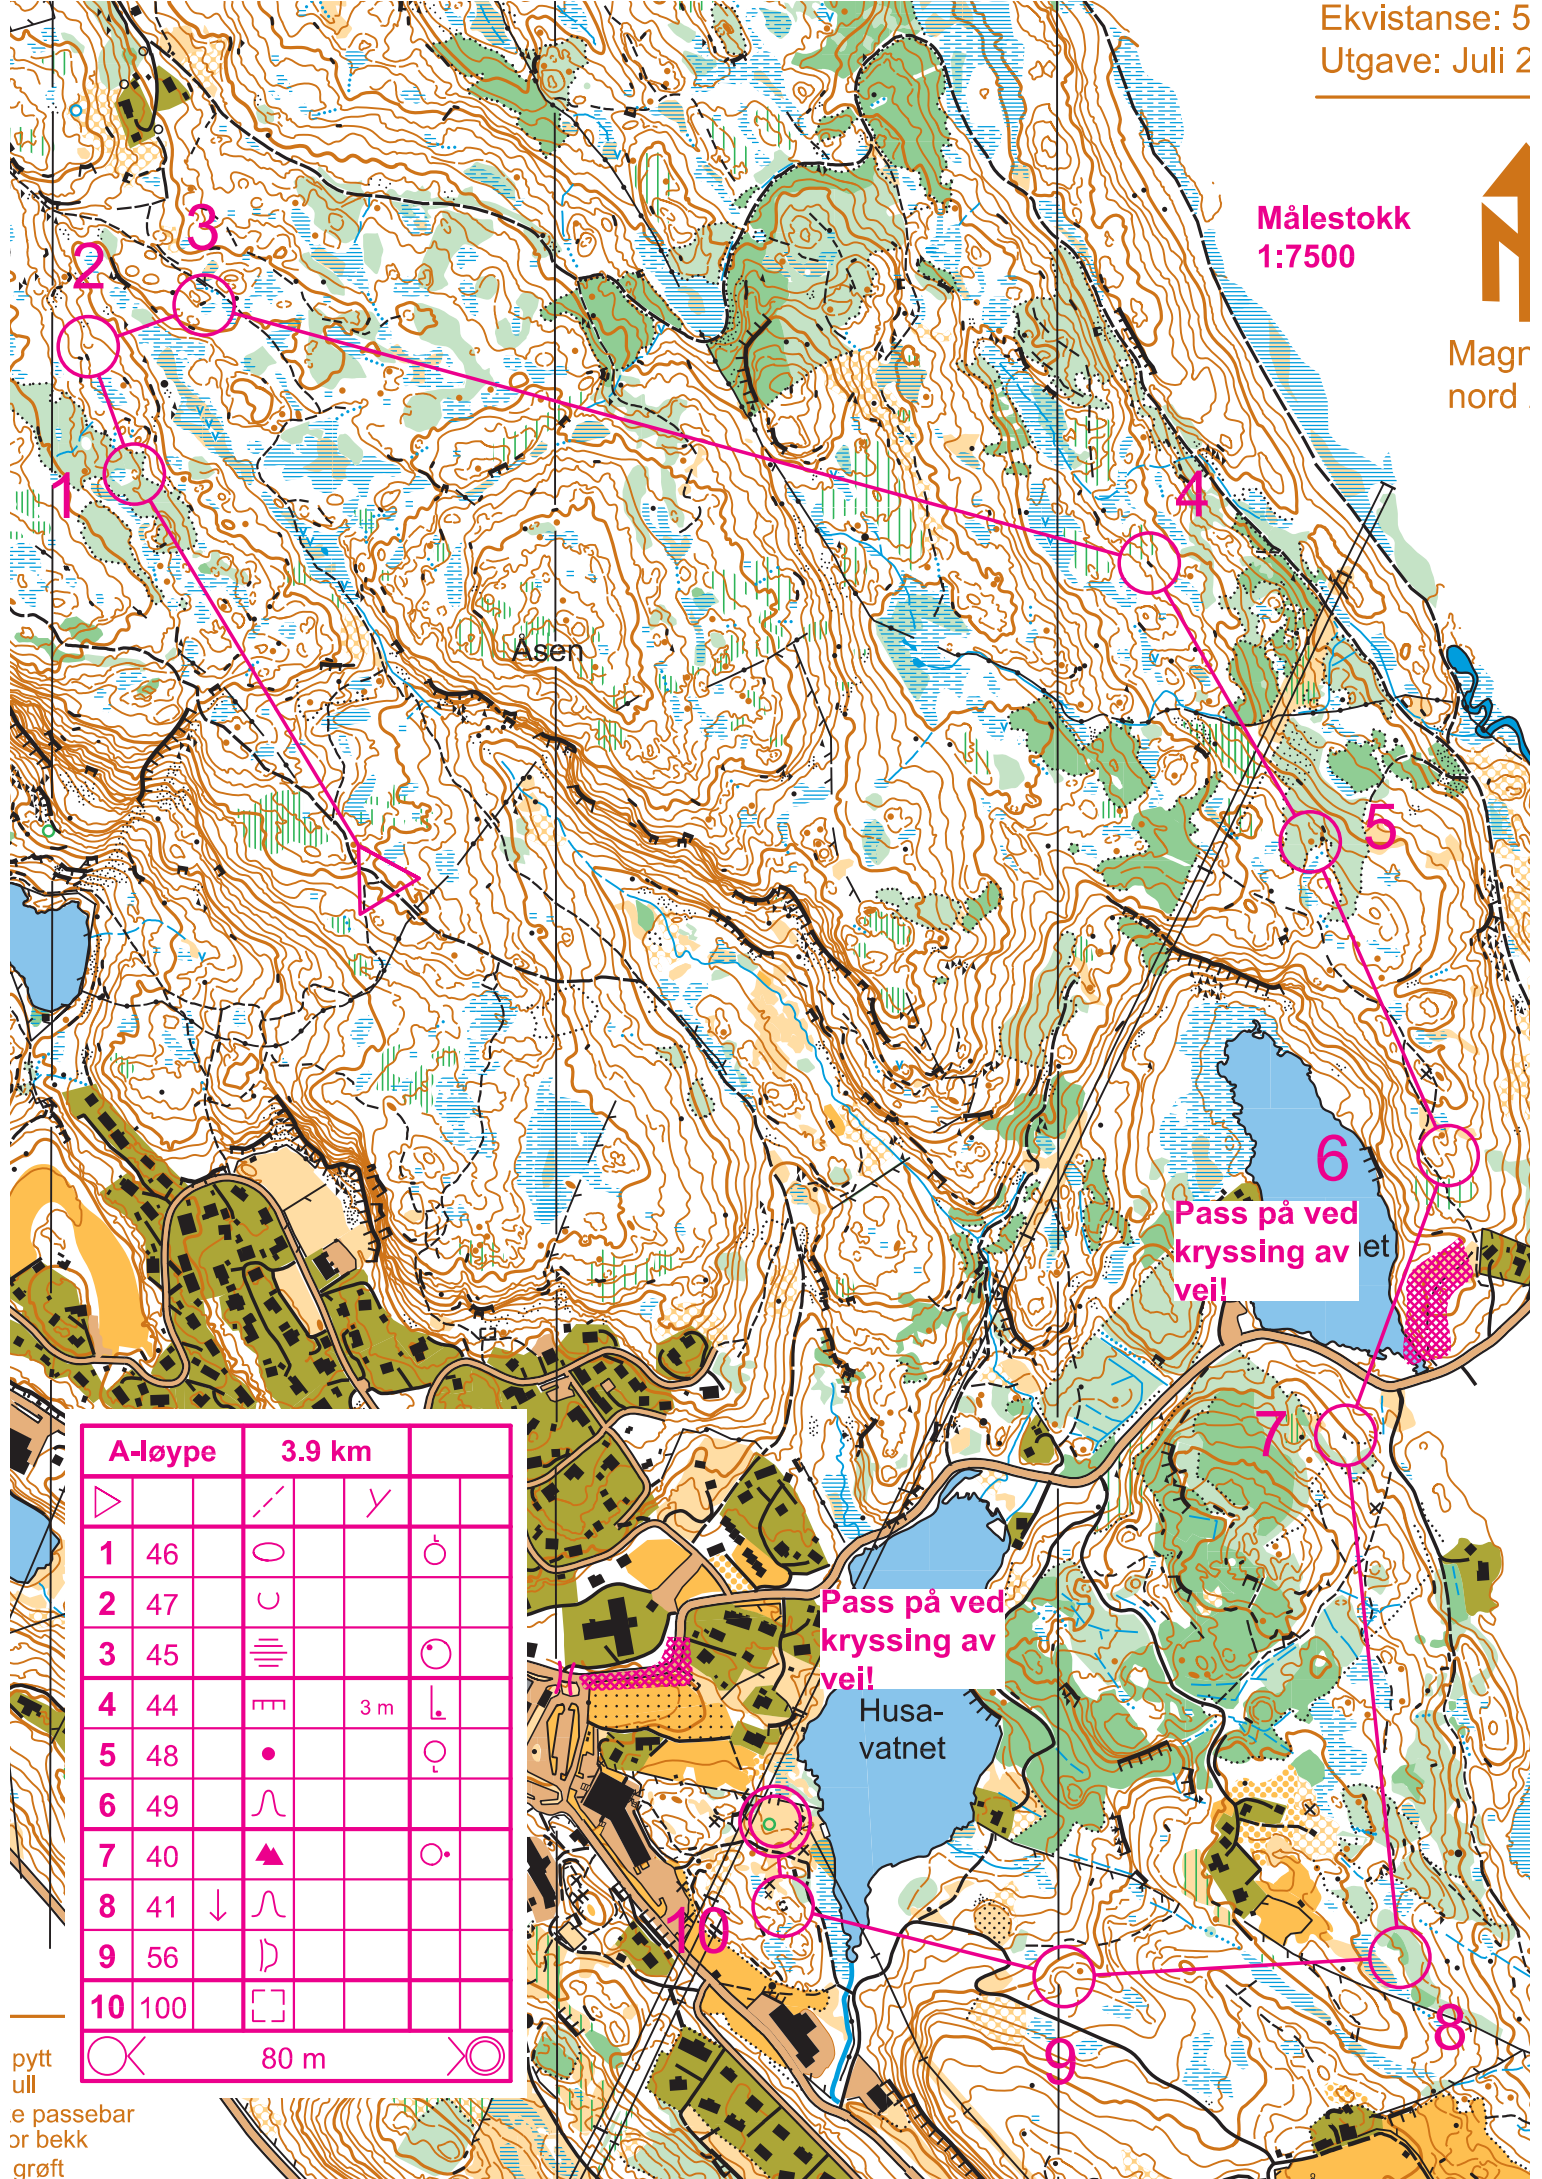 Ekvistanse: 5
Utgave: Juli 2
Målestokk
1:7500
Magn
nord
3
2
1
4
Åsen
5
6
Pass på ved
kryssing av
vei!
et
7
A-løype 3.9 km
1 46
2 47
3 45
4 44 3 m
5 48
6 49
7 40
8 41
9 56
10 100
80 m
Pass på ved
kryssing av
vei!
Husa-
vatnet
10
8
9
pytt
ull
e passebar
or bekk
grøft